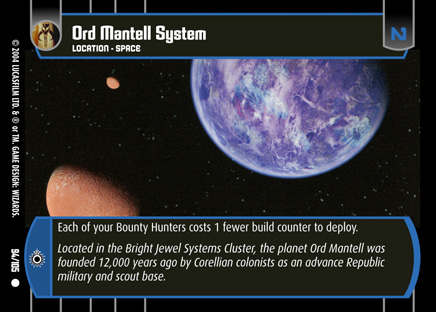 Ord Mantell System
LOCATION - SPACE
Each of your Bounty Hunters costs 1 fewer build counter to deploy.
Located in the Bright Jewel Systems Cluster, the planet Ord Mantell was
founded 12,000 years ago by Corellian colonists as an advance Republic
military and scout base.
© 2004 LUCASFILM LTD. & ® or TM. GAME DESIGN: WIZARDS.
94/105